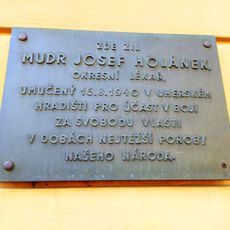 ZDE ŽIL
MUDR JOSEF HOLÁNEK,
OKRESNÍ LÉKAŘ,
UMUČENÝ 16.8.1940 V UHERSKÉM
HRADIŠTI PRO ÚČAST V BOJI
ZA SVOBODU VLASTI
V DOBÁCH NEJTĚŽŠÍ POROBY
NAŠEHO NÁRODA-